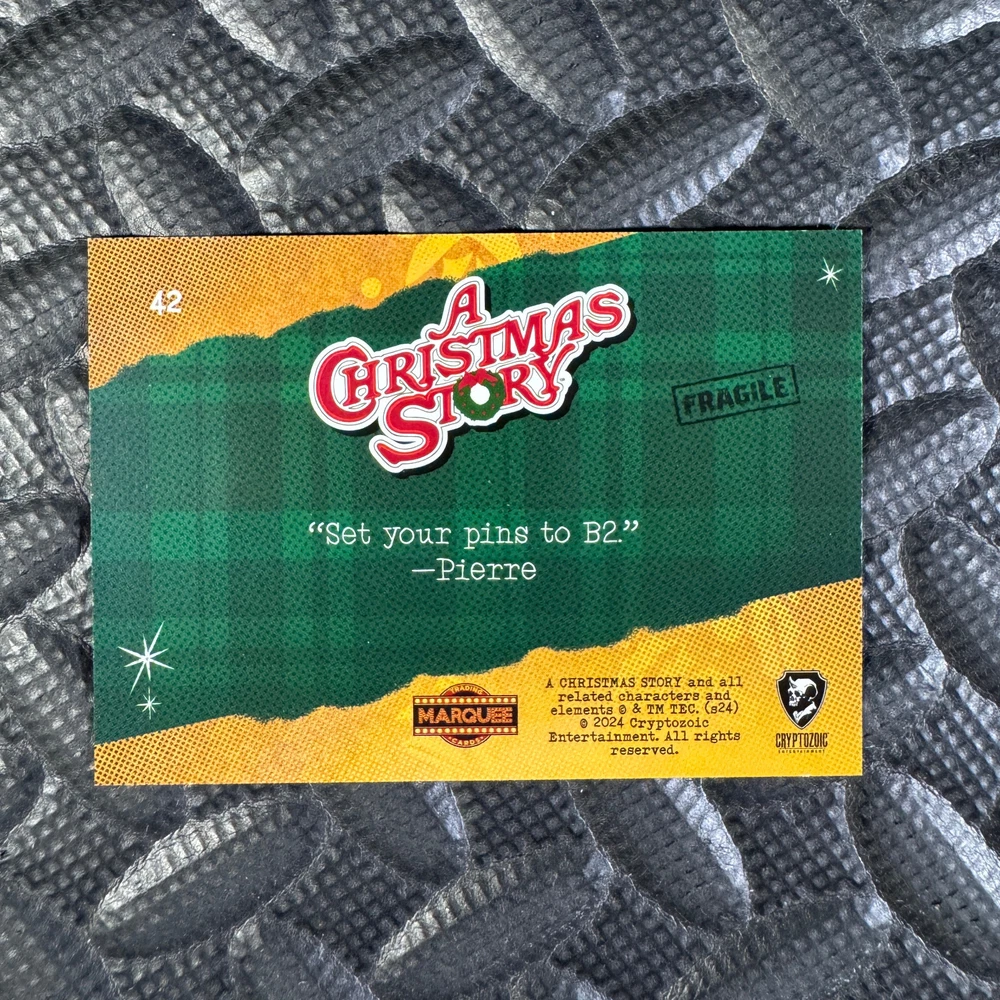 42
A
CHRISTMAS
STORY
FRAGILE
“Set your pins to B2.”
—Pierre
TRADING
MARQUEE
CARDS
A CHRISTMAS STORY and all
related characters and
elements © & TM TEC. (s24)
© 2024 Cryptozoic
Entertainment. All rights
reserved.
CRYPTOZOIC
ENTERTAINMENT